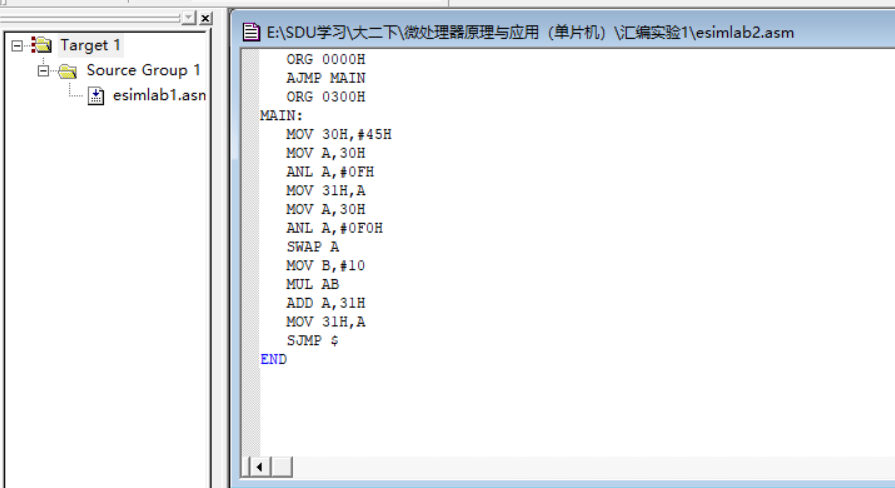 Target 1
Source Group 1
esimlab1.asn
E:\SDU学习\大二下\微处理器原理与应用（单片机）\汇编实验1\esimlab2.asm
ORG 0000H
AJMP MAIN
ORG 0300H
MAIN:
MOV 30H,#45H
MOV A,30H
ANL A,#0FH
MOV 31H,A
MOV A,30H
ANL A,#0F0H
SWAP A
MOV B,#10
MUL AB
ADD A,31H
MOV 31H,A
SJMP $
END